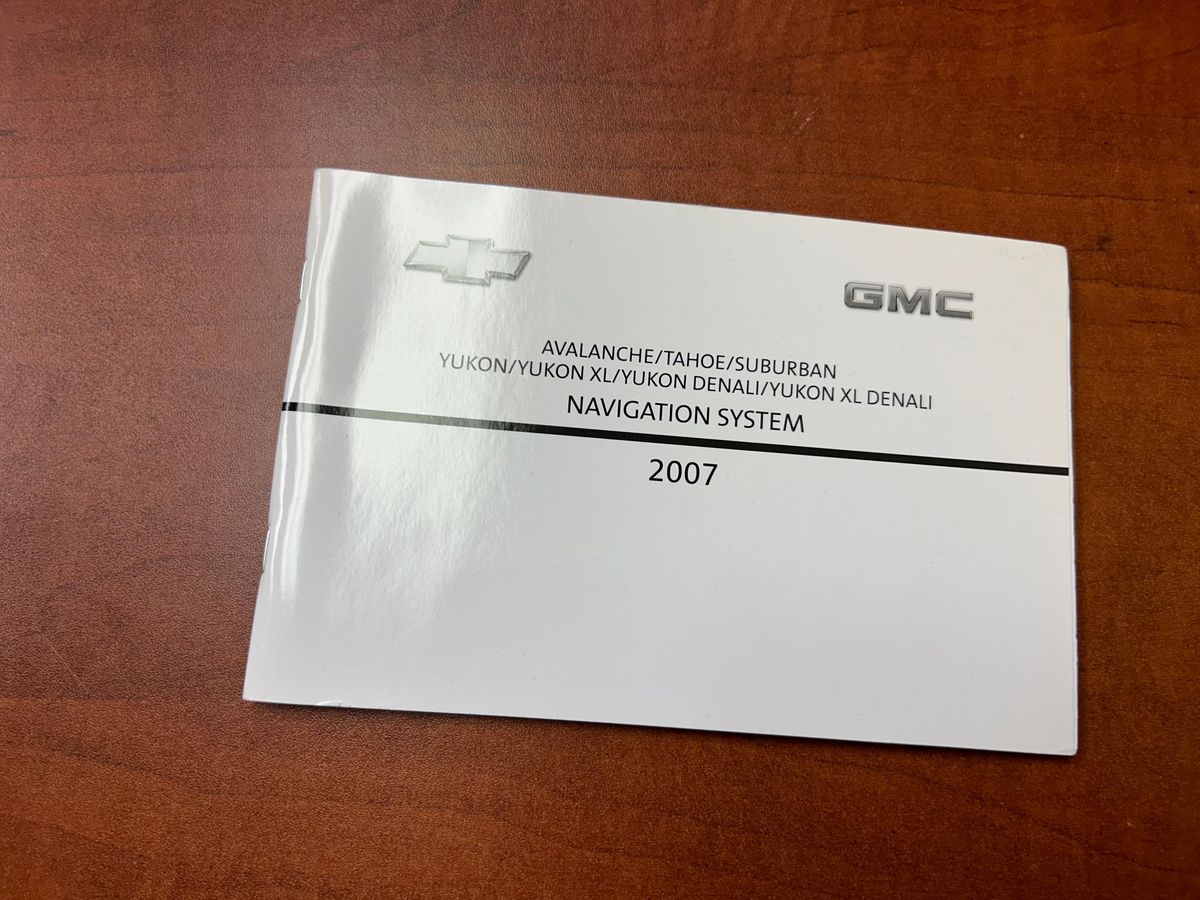 GMC
AVALANCHE/TAHOE/SUBURBAN
YUKON/YUKON XL/YUKON DENALI/YUKON XL DENALI
NAVIGATION SYSTEM
2007